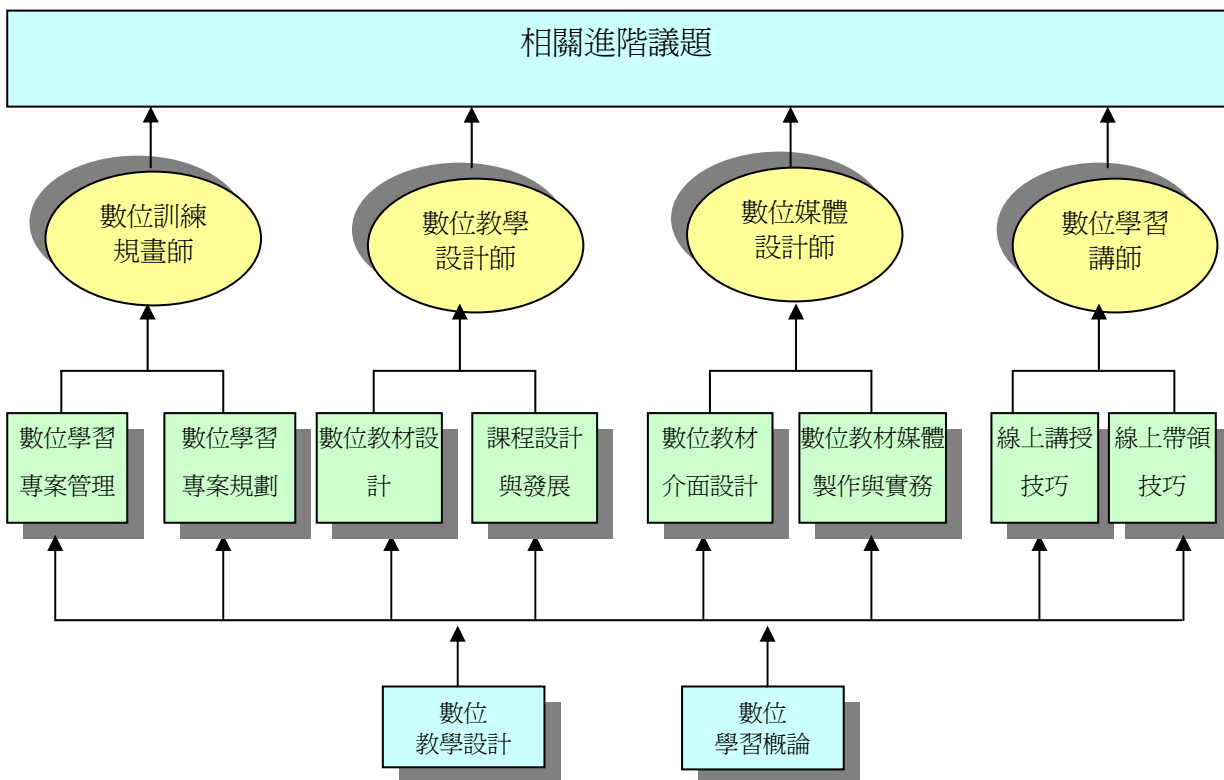 相關進階議題
數位訓練
規畫師
數位教學
設計師
數位媒體
設計師
數位學習
講師
數位學習
專案管理
數位學習
專案規劃
數位教材設
計
課程設計
與發展
數位教材
介面設計
數位教材媒體
製作與實務
線上講授
技巧
線上帶領
技巧
數位
教學設計
數位
學習概論